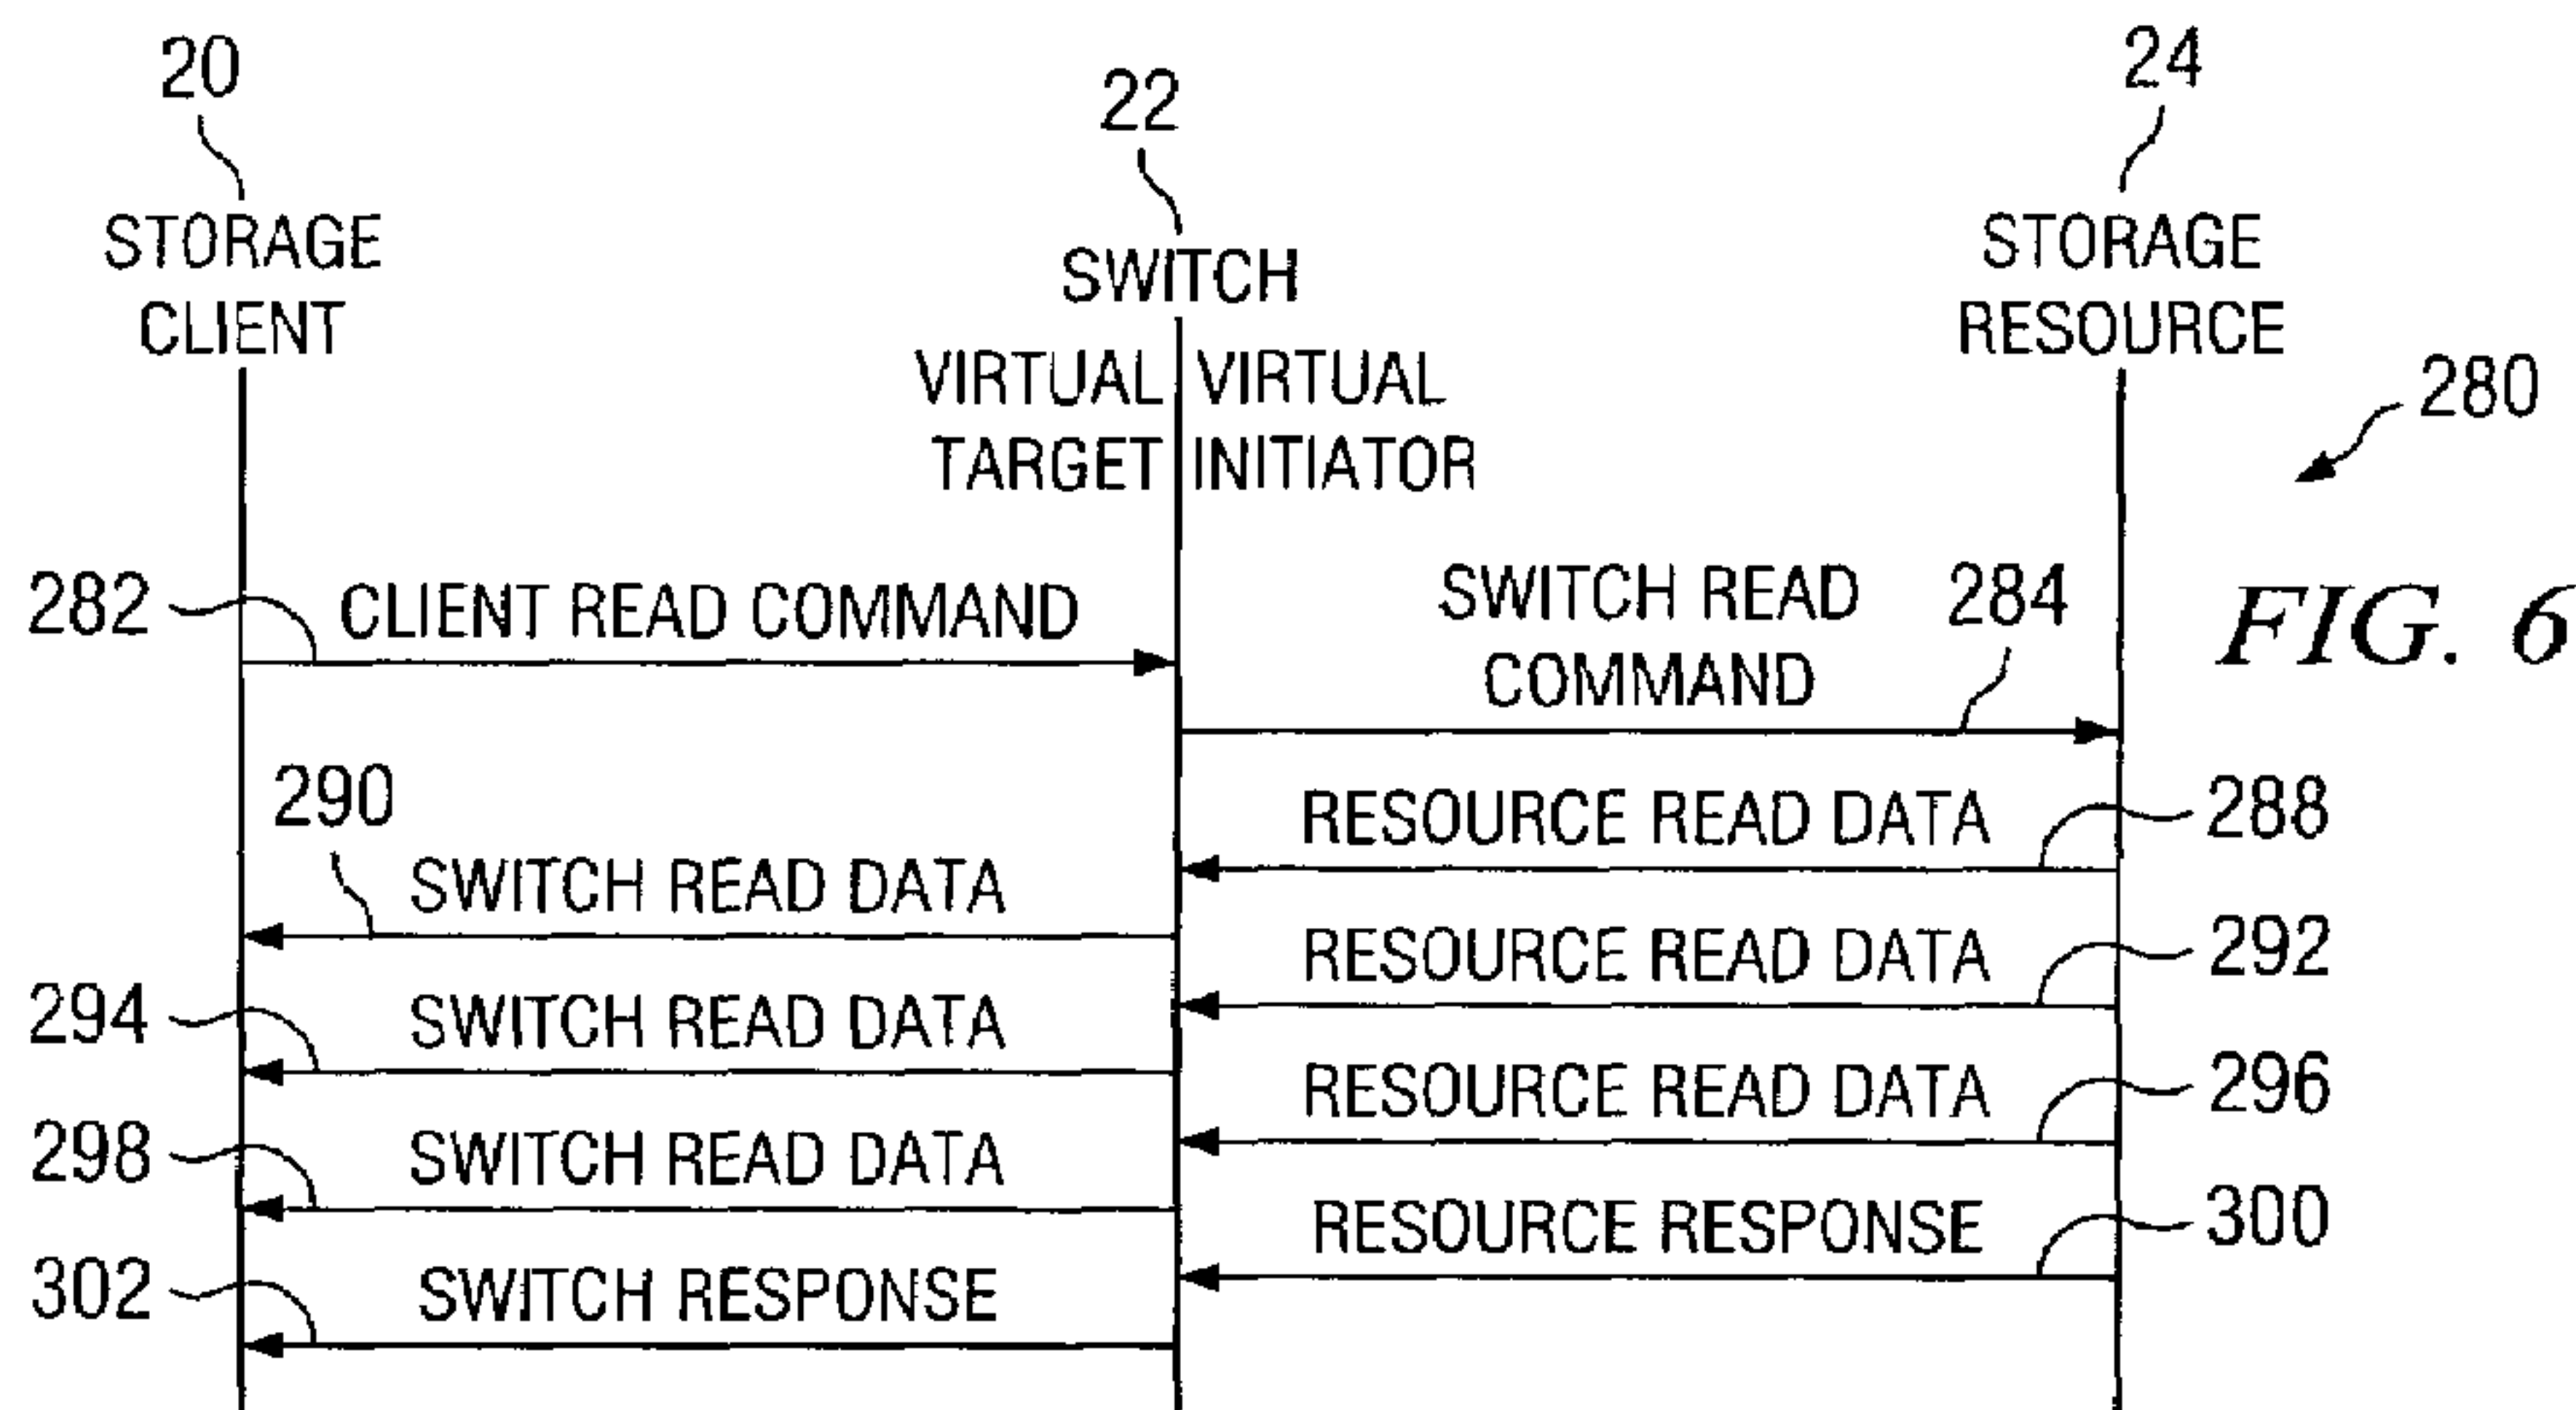 20
22
24
STORAGE
CLIENT
SWITCH
STORAGE
RESOURCE
VIRTUAL VIRTUAL
TARGET INITIATOR
280
FIG. 6
282
CLIENT READ COMMAND
SWITCH READ
COMMAND
284
RESOURCE READ DATA
288
290
SWITCH READ DATA
RESOURCE READ DATA
292
294
SWITCH READ DATA
RESOURCE READ DATA
296
298
SWITCH READ DATA
RESOURCE RESPONSE
300
302
SWITCH RESPONSE